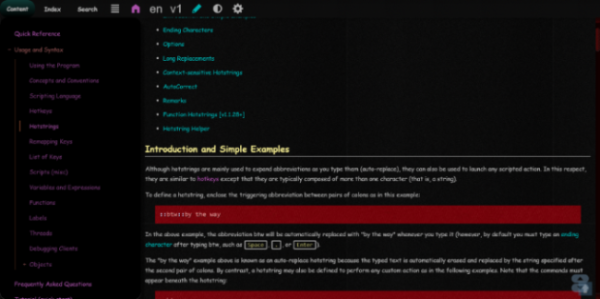 Content Index Search en v1
Quick Reference
Usage and Syntax
Using the Program
Concepts and Conventions
Scripting Language
Hotkeys
Hotstrings
Remapping Keys
List of Keys
Scripts (misc)
Variables and Expressions
Functions
Labels
Threads
Debugging Clients
Objects
Frequently Asked Questions
Introduction and Simple Examples
Ending Characters
Options
Long Replacements
Context-sensitive Hotstrings
AutoCorrect
Remarks
Function Hotstrings [v1.1.28+]
Hotstring Helper
Introduction and Simple Examples
Although hotstrings are mainly used to expand abbreviations as you type them (auto-replace), they can also be used to launch any scripted action. In this respect,
they are similar to hotkeys except that they are typically composed of more than one character (that is, a string).
To define a hotstring, enclose the triggering abbreviation between pairs of colons as in this example:
::btw::by the way
In the above example, the abbreviation btw will be automatically replaced with "by the way" whenever you type it (however, by default you must type an ending
character after typing btw, such as Space, ., or Enter).
The "by the way" example above is known as an auto-replace hotstring because the typed text is automatically erased and replaced by the string specified after
the second pair of colons. By contrast, a hotstring may also be defined to perform any custom action as in the following examples. Note that the commands must
appear beneath the hotstring: